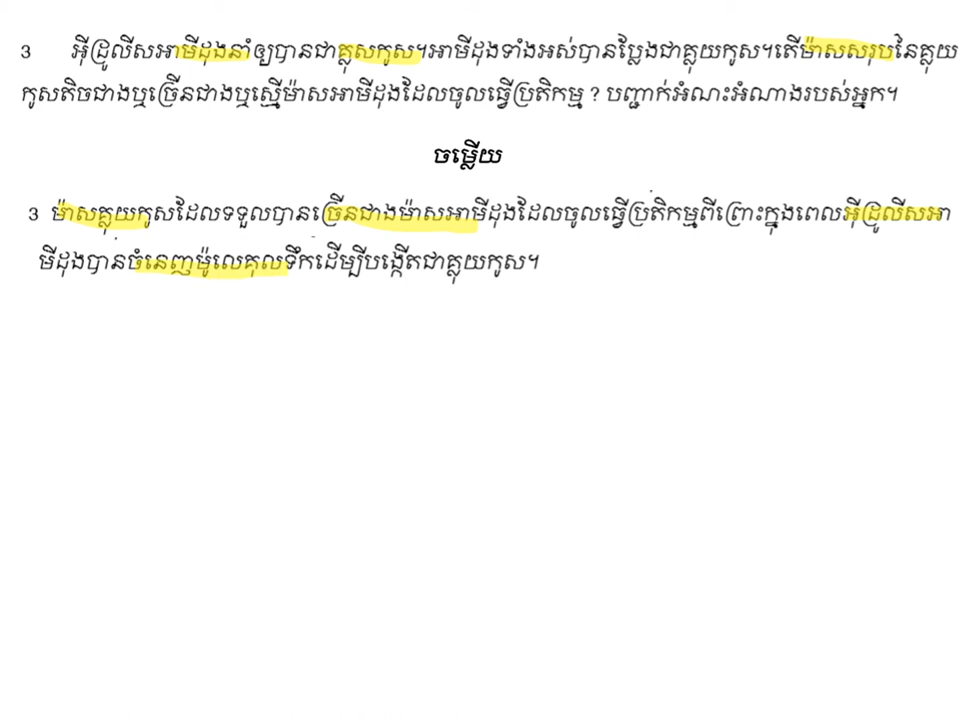 3 អ៊ីដ្រូលីសអាមីដុងនាំឲ្យបានជាគ្លុសកូស។អាមីដុងទាំងអស់បានប្លែងជាគ្លុយកូស។តើម៉ាសសរុបនៃគ្លុយ
កូសតិចជាងឬច្រើនជាងឬស្មើម៉ាសអាមីដុងដែលចូលធ្វើប្រតិកម្ម ? បញ្ជាក់អំណះអំណាងរបស់អ្នក។
ចម្លើយ
3 ម៉ាសគ្លុយកូសដែលទទួលបានច្រើនជាងម៉ាសអាមីដុងដែលចូលធ្វើប្រតិកម្មពីព្រោះក្នុងពេលអ៊ីដ្រូលីសអា
មីដុងបានចំនេញម៉ូលេគុលទឹកដើម្បីបង្កើតជាគ្លុយកូស។